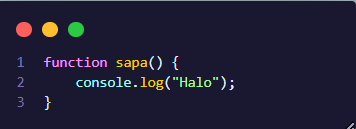 1 function sapa() {
2     console.log("Halo");
3 }